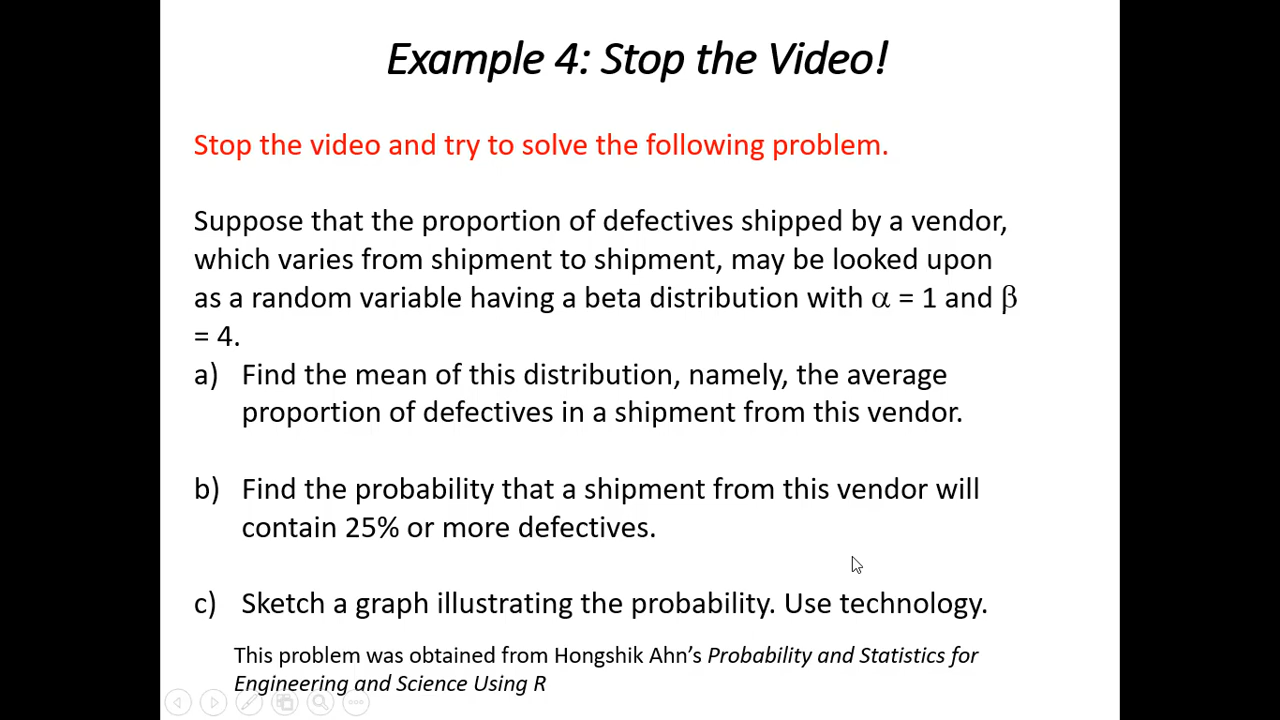 Example 4: Stop the Video!
Stop the video and try to solve the following problem.
Suppose that the proportion of defectives shipped by a vendor,
which varies from shipment to shipment, may be looked upon
as a random variable having a beta distribution with α = 1 and β
= 4.
a) Find the mean of this distribution, namely, the average
proportion of defectives in a shipment from this vendor.
b) Find the probability that a shipment from this vendor will
contain 25% or more defectives.
c) Sketch a graph illustrating the probability. Use technology.
This problem was obtained from Hongshik Ahn’s Probability and Statistics for
Engineering and Science Using R